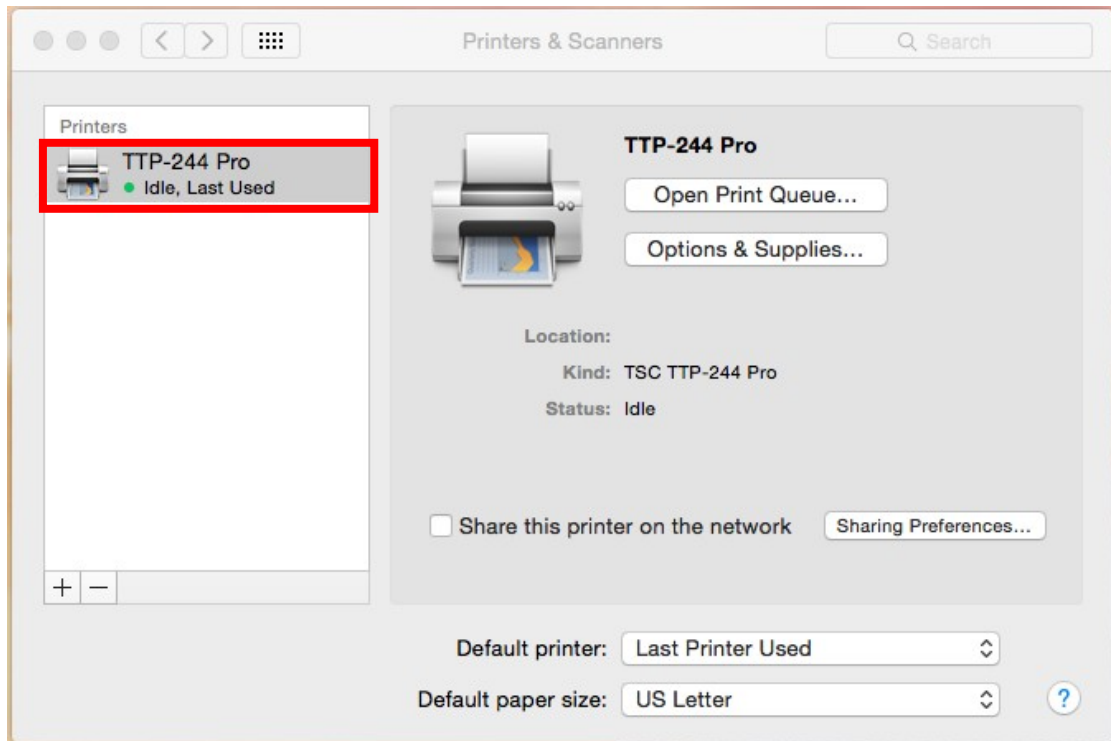 Printers & Scanners
Search
Printers
TTP-244 Pro
Idle, Last Used
TTP-244 Pro
Open Print Queue...
Options & Supplies...
Location:
Kind: TSC TTP-244 Pro
Status: Idle
Share this printer on the network Sharing Preferences...
+ −
Default printer: Last Printer Used
Default paper size: US Letter ?